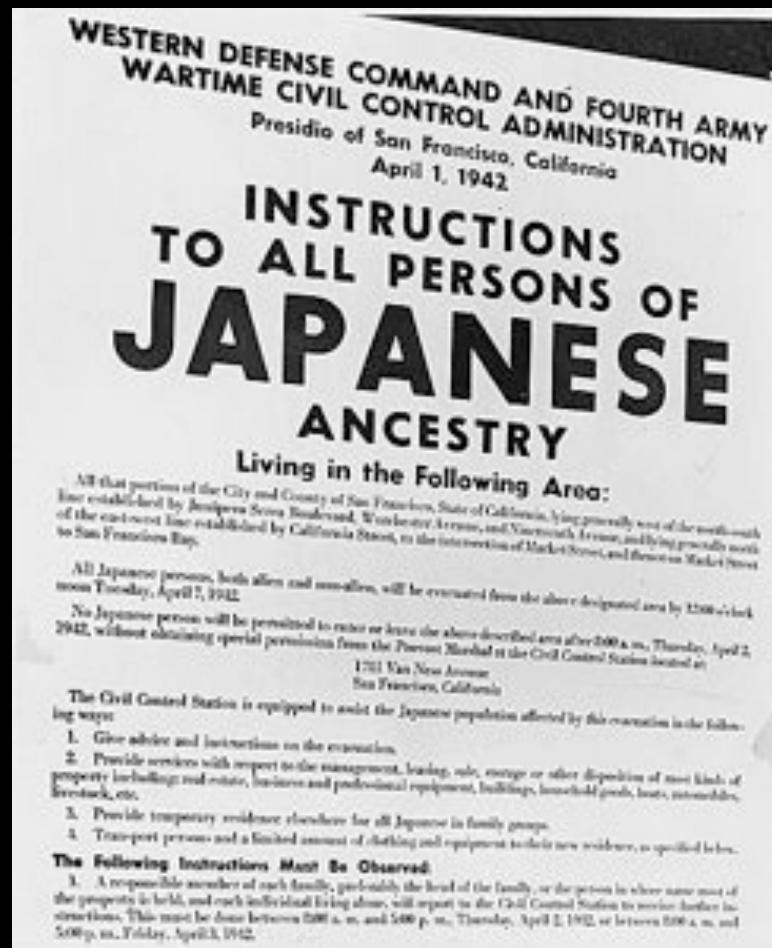 WESTERN DEFENSE COMMAND AND FOURTH ARMY
WARTIME CIVIL CONTROL ADMINISTRATION
Presidio of San Francisco, California
April 1, 1942
INSTRUCTIONS
TO ALL PERSONS OF
JAPANESE
ANCESTRY
Living in the Following Area:
All that portion of the City and County of San Francisco, State of California, lying generally west of the north-south
line established by Junipero Serra Boulevard, Worchester Avenue, and Nineteenth Avenue, and lying generally north
of the east-west line established by California Street, to the intersection of Market Street, and thence on Market Street
to San Francisco Bay.
All Japanese persons, both alien and non-alien, will be evacuated from the above designated area by 12:00 o'clock
noon Tuesday, April 7, 1942.
No Japanese person will be permitted to enter or leave the above described area after 8:00 a. m., Thursday, April 2,
1942, without obtaining special permission from the Provost Marshal at the Civil Control Station located at:
1701 Van Ness Avenue
San Francisco, California
The Civil Control Station is equipped to assist the Japanese population affected by this evacuation in the follow-
ing ways:
1. Give advice and instructions on the evacuation.
2. Provide services with respect to the management, leasing, sale, storage or other disposition of most kinds of
property including: real estate, business and professional equipment, buildings, household goods, boats, automobiles,
livestock, etc.
3. Provide temporary residence elsewhere for all Japanese in family groups.
4. Transport persons and a limited amount of clothing and equipment to their new residence, as specified below.
The Following Instructions Must Be Observed:
1. A responsible member of each family, preferably the head of the family, or the person in whose name most of
the property is held, and each individual living alone, will report to the Civil Control Station to receive further in-
structions. This must be done between 8:00 a. m. and 5:00 p. m., Thursday, April 2, 1942, or between 8:00 a. m. and
5:00 p. m., Friday, April 3, 1942.